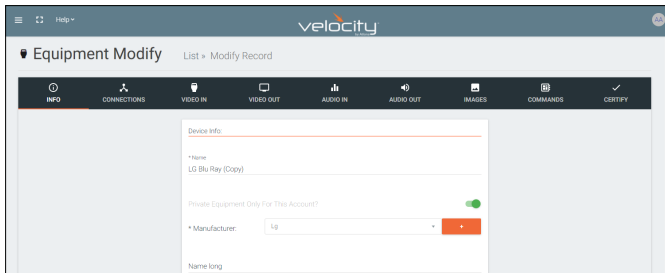 Help
velocity
AA
Equipment Modify List » Modify Record
INFO CONNECTIONS VIDEO IN VIDEO OUT AUDIO IN AUDIO OUT IMAGES COMMANDS CERTIFY
Device Info:
* Name
LG Blu Ray (Copy)
Private Equipment Only For This Account?
* Manufacturer: Lg +
Name long